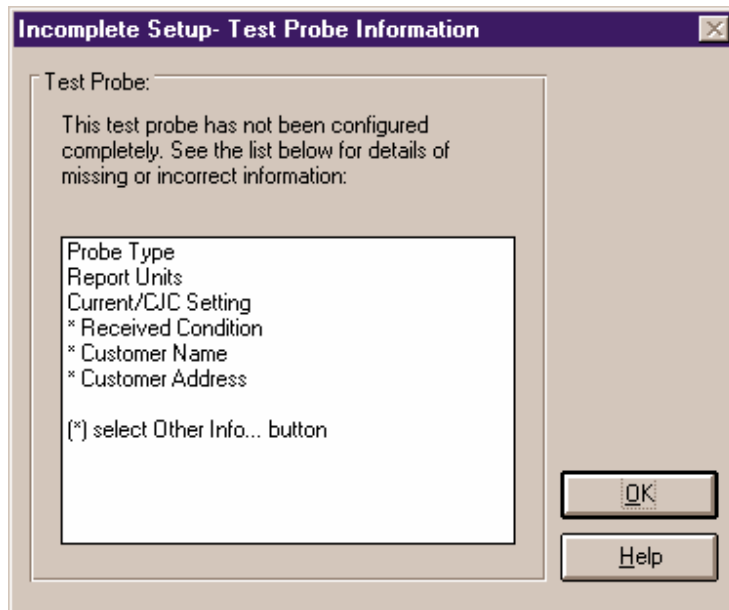 Incomplete Setup- Test Probe Information
Test Probe:
This test probe has not been configured
completely. See the list below for details of
missing or incorrect information:
Probe Type
Report Units
Current/CJC Setting
* Received Condition
* Customer Name
* Customer Address
(*) select Other Info... button
OK
Help